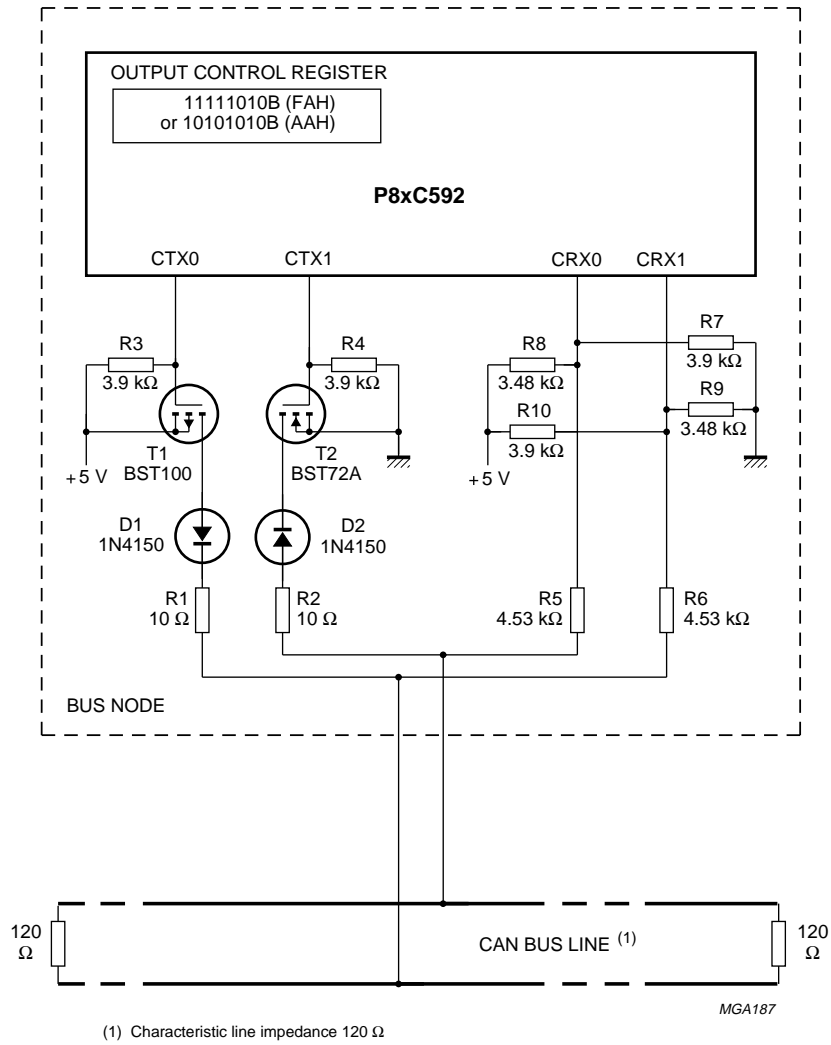 OUTPUT CONTROL REGISTER
11111010B (FAH)
or 10101010B (AAH)
P8xC592
CTX0
CTX1
CRX0
CRX1
R3
3.9 kΩ
R4
3.9 kΩ
R8
3.48 kΩ
R7
3.9 kΩ
R10
3.9 kΩ
R9
3.48 kΩ
+5 V
T1
BST100
T2
BST72A
+5 V
D1
1N4150
D2
1N4150
R1
10 Ω
R2
10 Ω
R5
4.53 kΩ
R6
4.53 kΩ
BUS NODE
120
Ω
CAN BUS LINE (1)
120
Ω
MGA187
(1) Characteristic line impedance 120 Ω